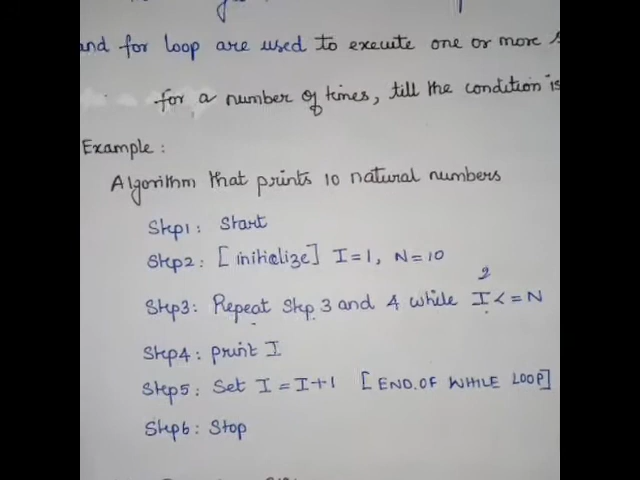 and for loop are used to execute one or more
for a number of times, till the condition is
Example:
Algorithm that prints 10 natural numbers
Step1: Start
Step2: [initialize] I=1, N=10
2
Step3: Repeat Step 3 and 4 while I<=N
Step4: print I
Step5: Set I=I+1 [END OF WHILE LOOP]
Step6: Stop